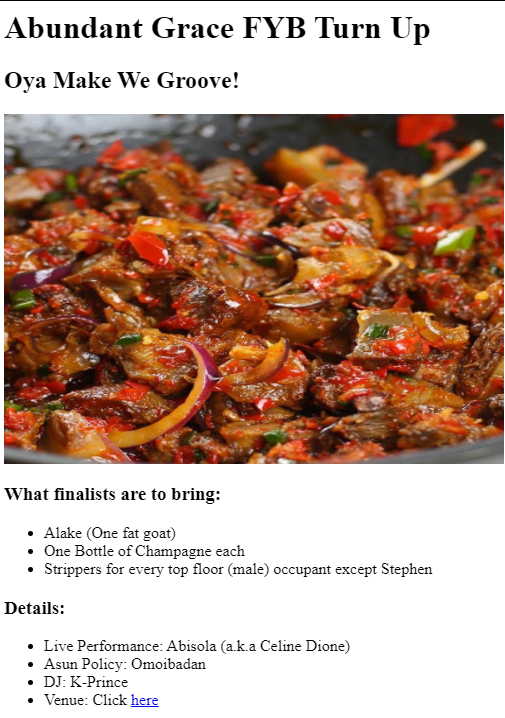 Abundant Grace FYB Turn Up
Oya Make We Groove!
What finalists are to bring:
Alake (One fat goat)
One Bottle of Champagne each
Strippers for every top floor (male) occupant except Stephen
Details:
Live Performance: Abisola (a.k.a Celine Dione)
Asun Policy: Omoibadan
DJ: K-Prince
Venue: Click here